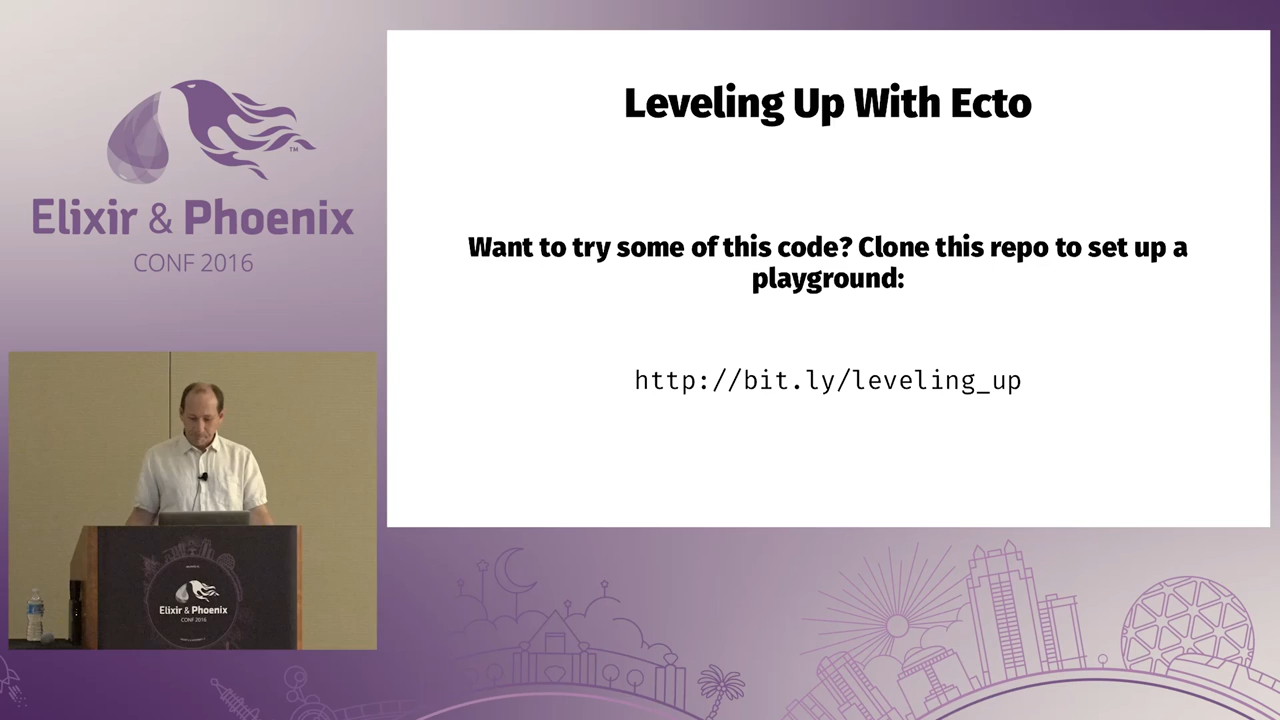 Elixir & Phoenix
CONF 2016
TM
Leveling Up With Ecto
Want to try some of this code? Clone this repo to set up a
playground:
http://bit.ly/leveling_up
Elixir & Phoenix
CONF 2016